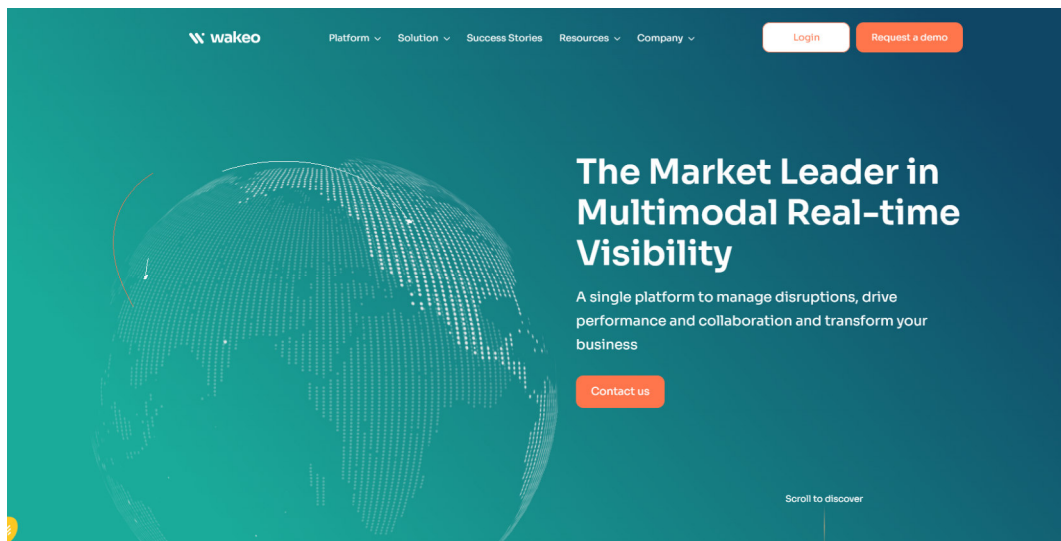 wakeo
Platform
Solution
Success Stories
Resources
Company
Login
Request a demo
The Market Leader in
Multimodal Real-time
Visibility
A single platform to manage disruptions, drive
performance and collaboration and transform your
business
Contact us
Scroll to discover